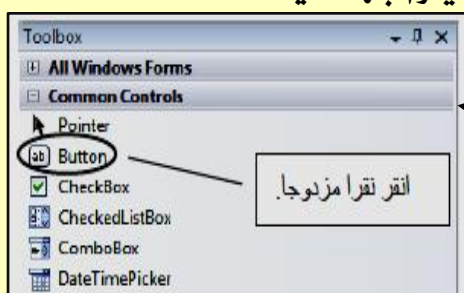 Toolbox
All Windows Forms
Common Controls
Pointer
Button
CheckBox
CheckedListBox
ComboBox
DateTimePicker
انقر نقرا مزدوجا.